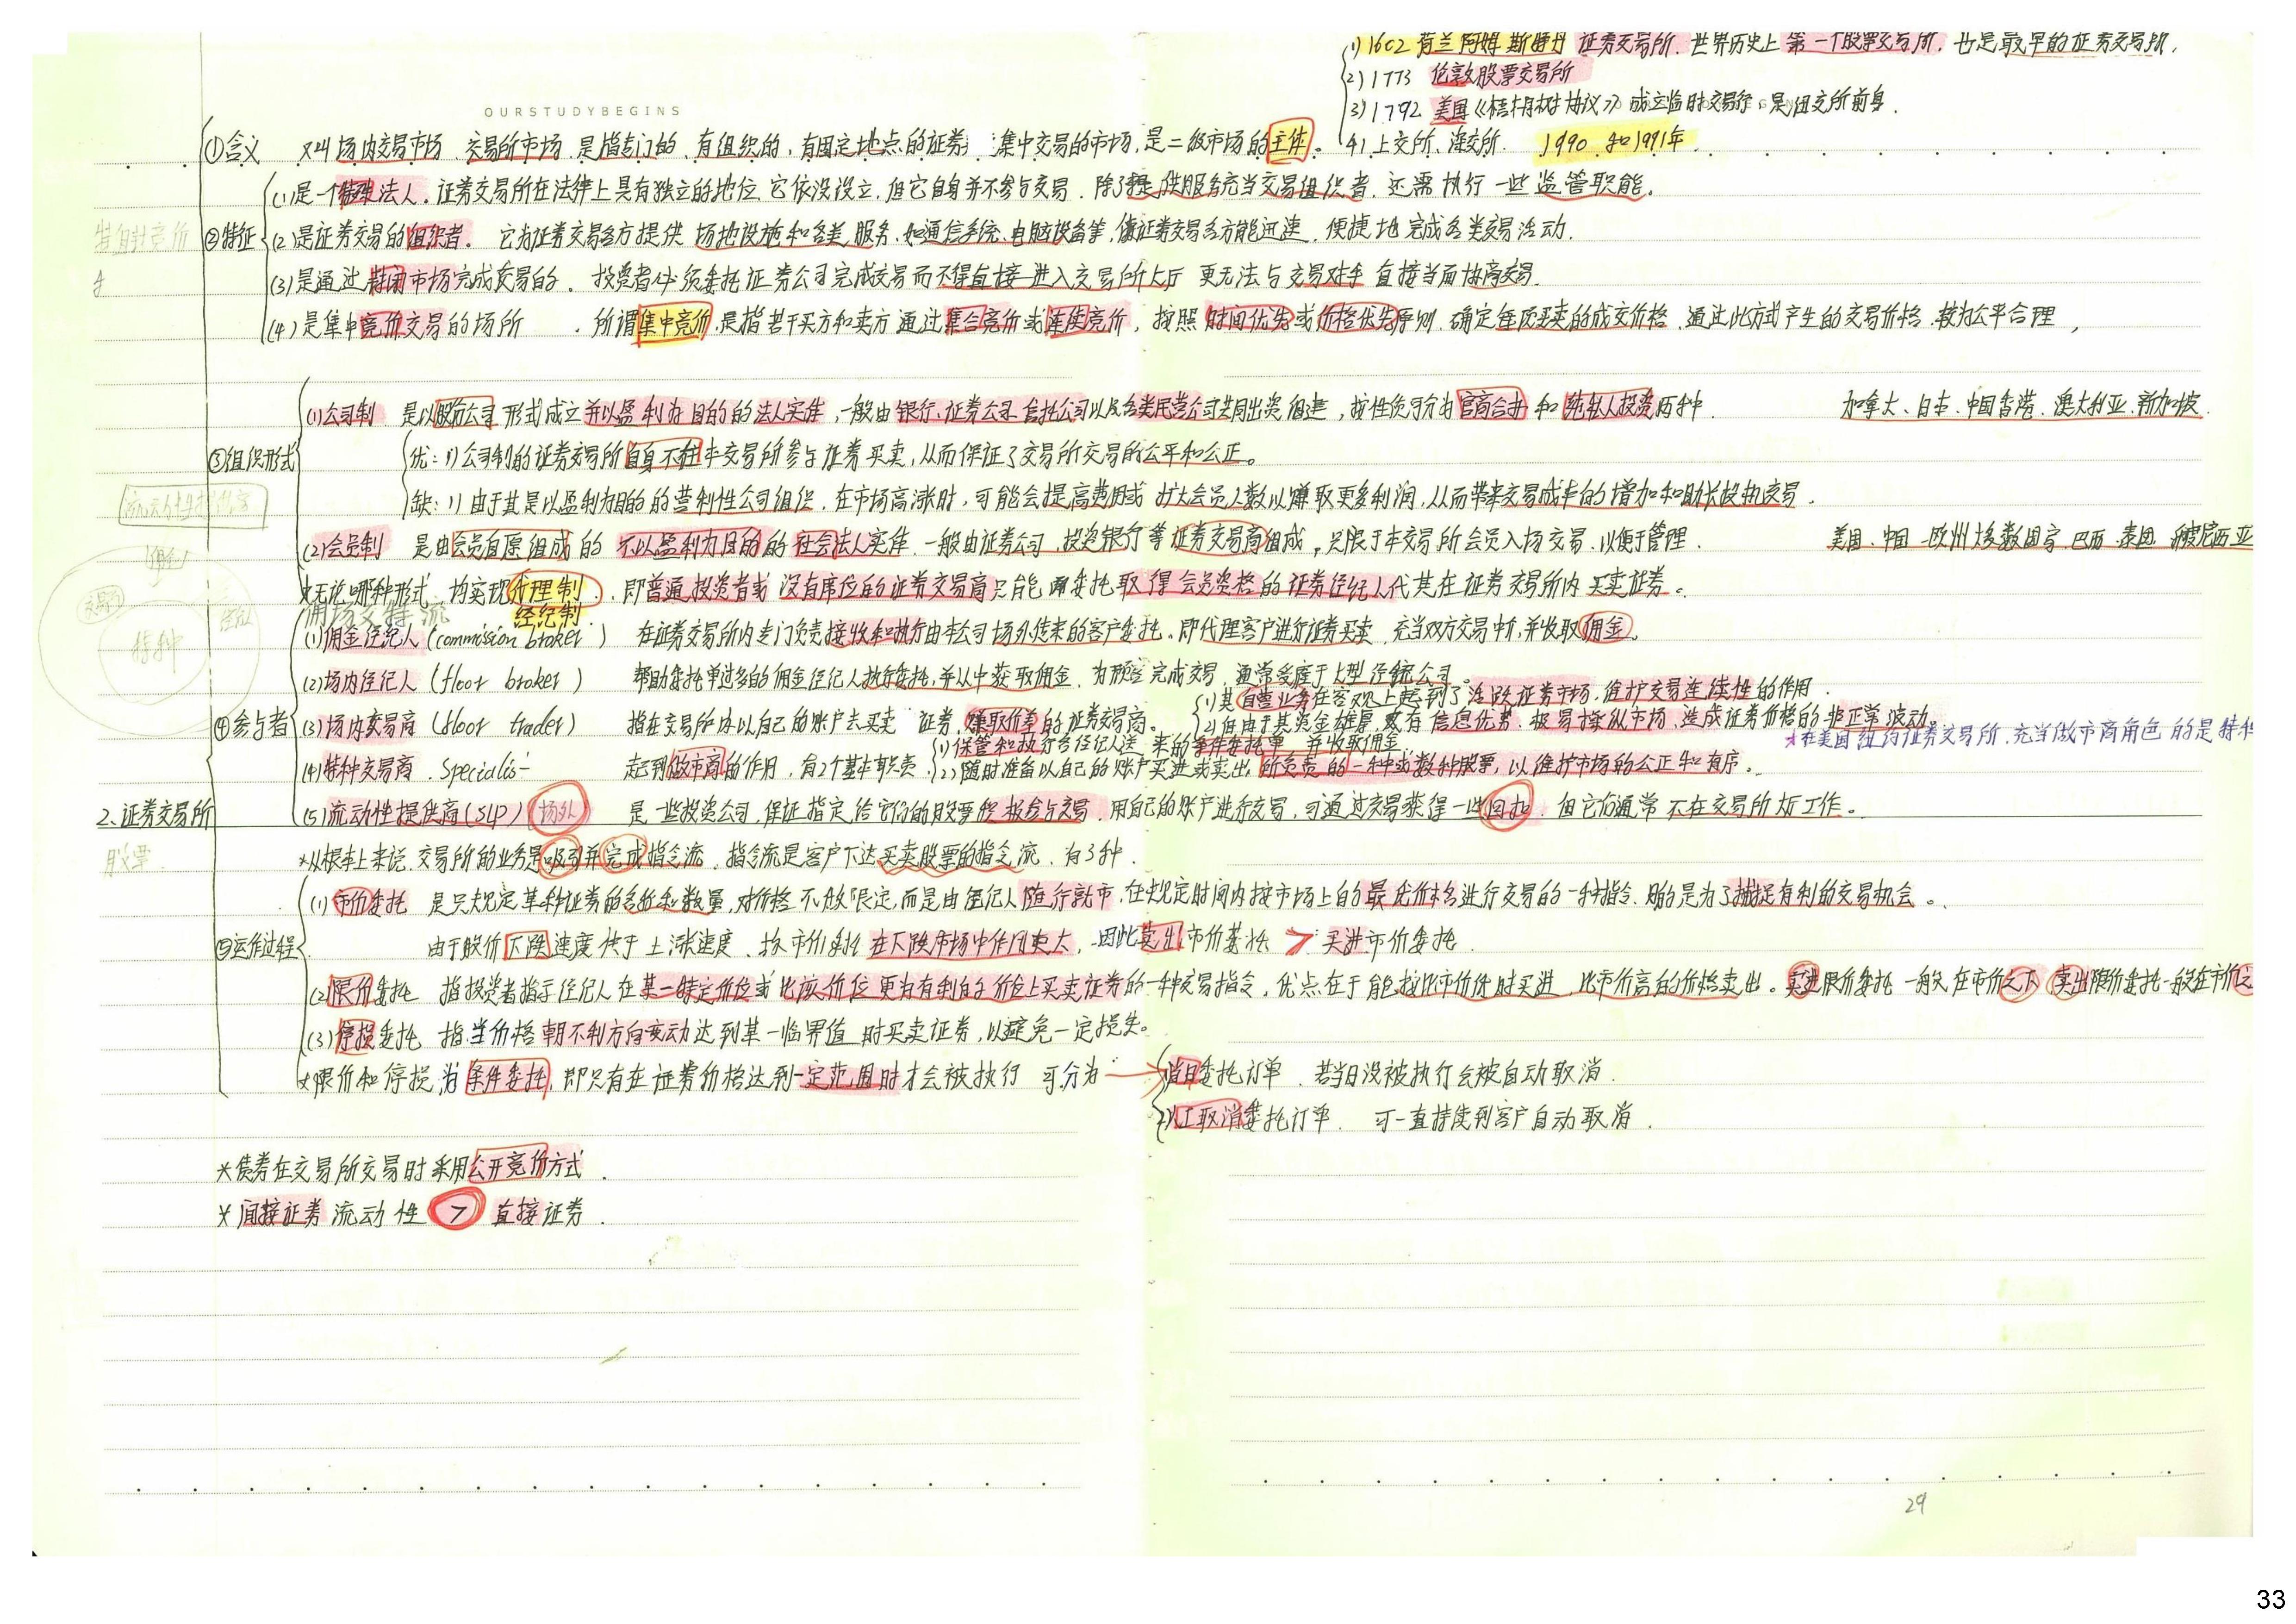 (1) 1602 荷兰阿姆斯特丹 证券交易所. 世界历史上第一个股票交易所. 也是最早的证券交易所.
(2) 1773 伦敦股票交易所
OURSTUDYBEGINS
(3) 1792 美国《梧桐树协议》成立临时交易所. 是纽交所前身.
①含义 又叫场内交易市场、交易所市场. 是指专门的、有组织的、有固定地点的证券 集中交易的市场, 是二级市场的主体。
(4) 上交所、深交所. 1990 和1991年.
(1)是一个特殊法人. 证券交易所在法律上具有独立的地位. 它依法设立. 但它自身并不参与交易. 除了提供服务充当交易组织者, 还需执行一些监管职能。
②特征
(2)是证券交易的组织者。 它为证券交易各方提供 场地设施和各类服务. 如通信系统、电脑设备等, 使证券交易各方能迅速、便捷地完成各类交易活动.
(3)是通过封闭市场完成交易的. 投资者必须委托证券公司完成交易而不得直接进入交易所大厅 更无法与交易对手 直接当面协商交易.
(4)是集中竞价交易的场所. 所谓集中竞价, 是指若干买方和卖方通过集合竞价或连续竞价, 按照时间优先或价格优先原则, 确定每项买卖的成交价格. 通过此方式产生的交易价格. 较为公平合理,
(1)公司制 是以股份公司形式成立并以盈利为目的的法人实体, 一般由银行、证券公司、信托公司以及各类民营公司共同出资组建, 按性质可分为官商合办和纯私人投资两种. 加拿大、日本、中国香港、澳大利亚、新加坡.
③组织形式
优: 1)公司制的证券交易所自身不在本交易所参与证券买卖, 从而保证了交易所交易的公平和公正。
缺: 1)由于其是以盈利为目的的营利性公司组织. 在市场高涨时, 可能会提高费用或扩大会员人数以赚取更多利润, 从而带来交易成本的增加和助长投机交易.
流动性提供商
(2)会员制 是由会员自愿组成的 不以盈利为目的的社会法人实体. 一般由证券公司、投资银行等证券交易商组成, 只限于本交易所会员入场交易. 以便于管理. 美国、中国、欧洲大多数国家、巴西、泰国、印度尼西亚
*无论哪种形式 均实现代理制. 即普通投资者或没有席位的证券交易商只能委托取得会员资格的证券经纪人代其在证券交易所内买卖证券。
佣场交特流 经纪制
特种
(1)佣金经纪人 (commission broker) 在证券交易所内专门负责接收和执行由本公司场外传来的客户委托. 即代理客户进行证券买卖. 充当双方交易中介, 并收取佣金。
(2)场内经纪人 (floor broker) 帮助委托单过多的佣金经纪人执行委托, 并从中获取佣金. 通常受雇于大型经纪公司。
(1)其自营业务在客观上起到了活跃证券市场, 维护交易连续性的作用.
④参与者
(3)场内交易商 (floor trader) 指在交易所内以自己的账户去买卖 证券, 赚取价差的证券交易商。
(2)但由于其资金雄厚, 又有信息优势. 极易操纵市场, 造成证券价格的非正常波动.
*在美国纽约证券交易所, 充当做市商角色的是特种
(1)保管和执行各经纪人送来的条件委托单 并收取佣金
(4)特种交易商. Specialis- 起到做市商的作用, 有2个基本职责.
(2)随时准备以自己的账户买进或卖出 所负责的一种或数种股票, 以维护市场的公正和有序。
(5)流动性提供商(SLP) 场外 是一些投资公司, 保证指定给它们的股票积极参与交易. 用自己的账户进行交易, 可通过交易获得一些回扣. 但它们通常不在交易所大厅工作。
2.证券交易所
*从根本上来说, 交易所的业务是吸引并完成指令流. 指令流是客户下达买卖股票的指令流. 有3种.
股票
(1)市价委托 是只规定某种证券的名称和数量, 对价格不做限定, 而是由经纪人随行就市, 在规定时间内按市场上的最优价格进行交易的一种指令. 目的是为了捕捉有利的交易机会。
⑤运作过程
由于股价下跌速度快于上涨速度、故市价委托 在下跌市场中作用更大, 因此卖出市价委托 > 买进市价委托.
(2)限价委托 指投资者指示经纪人在某一特定价位或比该价位更为有利的价位上买卖证券的一种交易指令. 优点在于能按比市价低时买进, 比市价高的价格卖出。买进限价委托一般又在市价之下 卖出限价委托一般在市价之
(3)停损委托 指当价格朝不利方向变动达到某一临界值 时买卖证券, 以避免一定损失。
*限价和停损为条件委托, 即只有在证券价格达到一定范围时才会被执行 可分为→
当日委托订单. 若当日没被执行会被自动取消.
取消委托订单. 可一直持续到客户自动取消.
*债券在交易所交易时采用公开竞价方式.
*间接证券流动性 > 直接证券.
29
33